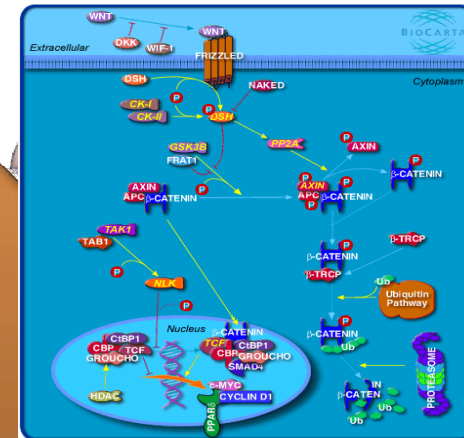 WNT
DKK
WIF-1
WNT
BIOCARTA
Extracellular
FRIZZLED
Cytoplasm
DSH
NAKED
P
CK-I
CK-II
P
DSH
GSK3B
FRAT1
PP2A
P
AXIN
P
P
AXIN
APC
P
β-CATENIN
P
β-CATENIN
P
AXIN
APC
β-CATENIN
TAK1
TAB1
P
β-CATENIN
β-TRCP
β-TRCP
P
NLK
P
Ub
Ubiquitin
Pathway
Nucleus
β-CATENIN
P
β-CATENIN
Ub
CtBP1
CBP
TCF
GROUCHO
TCF
CtBP1
CBP
GROUCHO
SMAD4
HDAC
c-MYC
CYCLIN D1
PPARδ
β-CATEN
IN
Ub
Ub
PROTEASOME